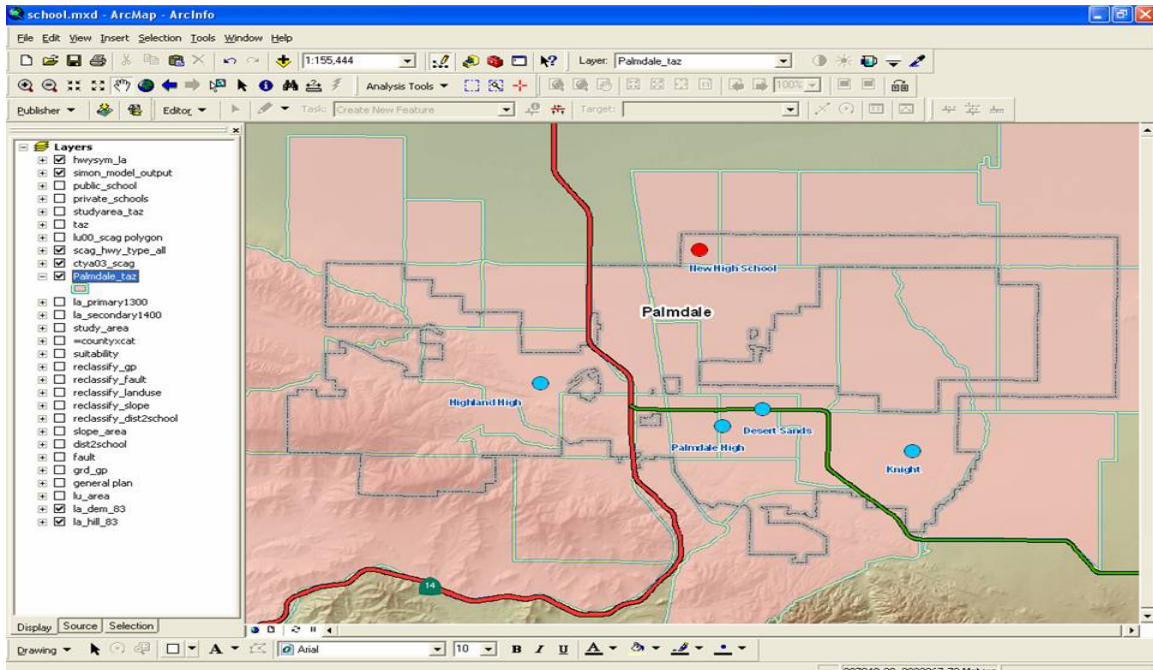 school.mxd - ArcMap - ArcInfo
File Edit View Insert Selection Tools Window Help
1:155,444 Layer: Palmdale_taz
Analysis Tools 100%
Publisher Editor Task: Create New Feature Target:
Layers
hwysym_la
simon_model_output
public_school
private_schools
studyarea_taz
taz
lu00_scag polygon
scag_hwy_type_all
ctya03_scag
Palmdale_taz
la_primary1300
la_secondary1400
study_area
=countyxcat
suitability
reclassify_gp
reclassify_fault
reclassify_landuse
reclassify_slope
reclassify_dist2school
slope_area
dist2school
fault
grd_gp
general plan
lu_area
la_dem_83
la_hill_83
New High School
Palmdale
Highland High
Desert Sands
Palmdale High
Knight
14
Display Source Selection
Drawing A Arial 10 B I U A